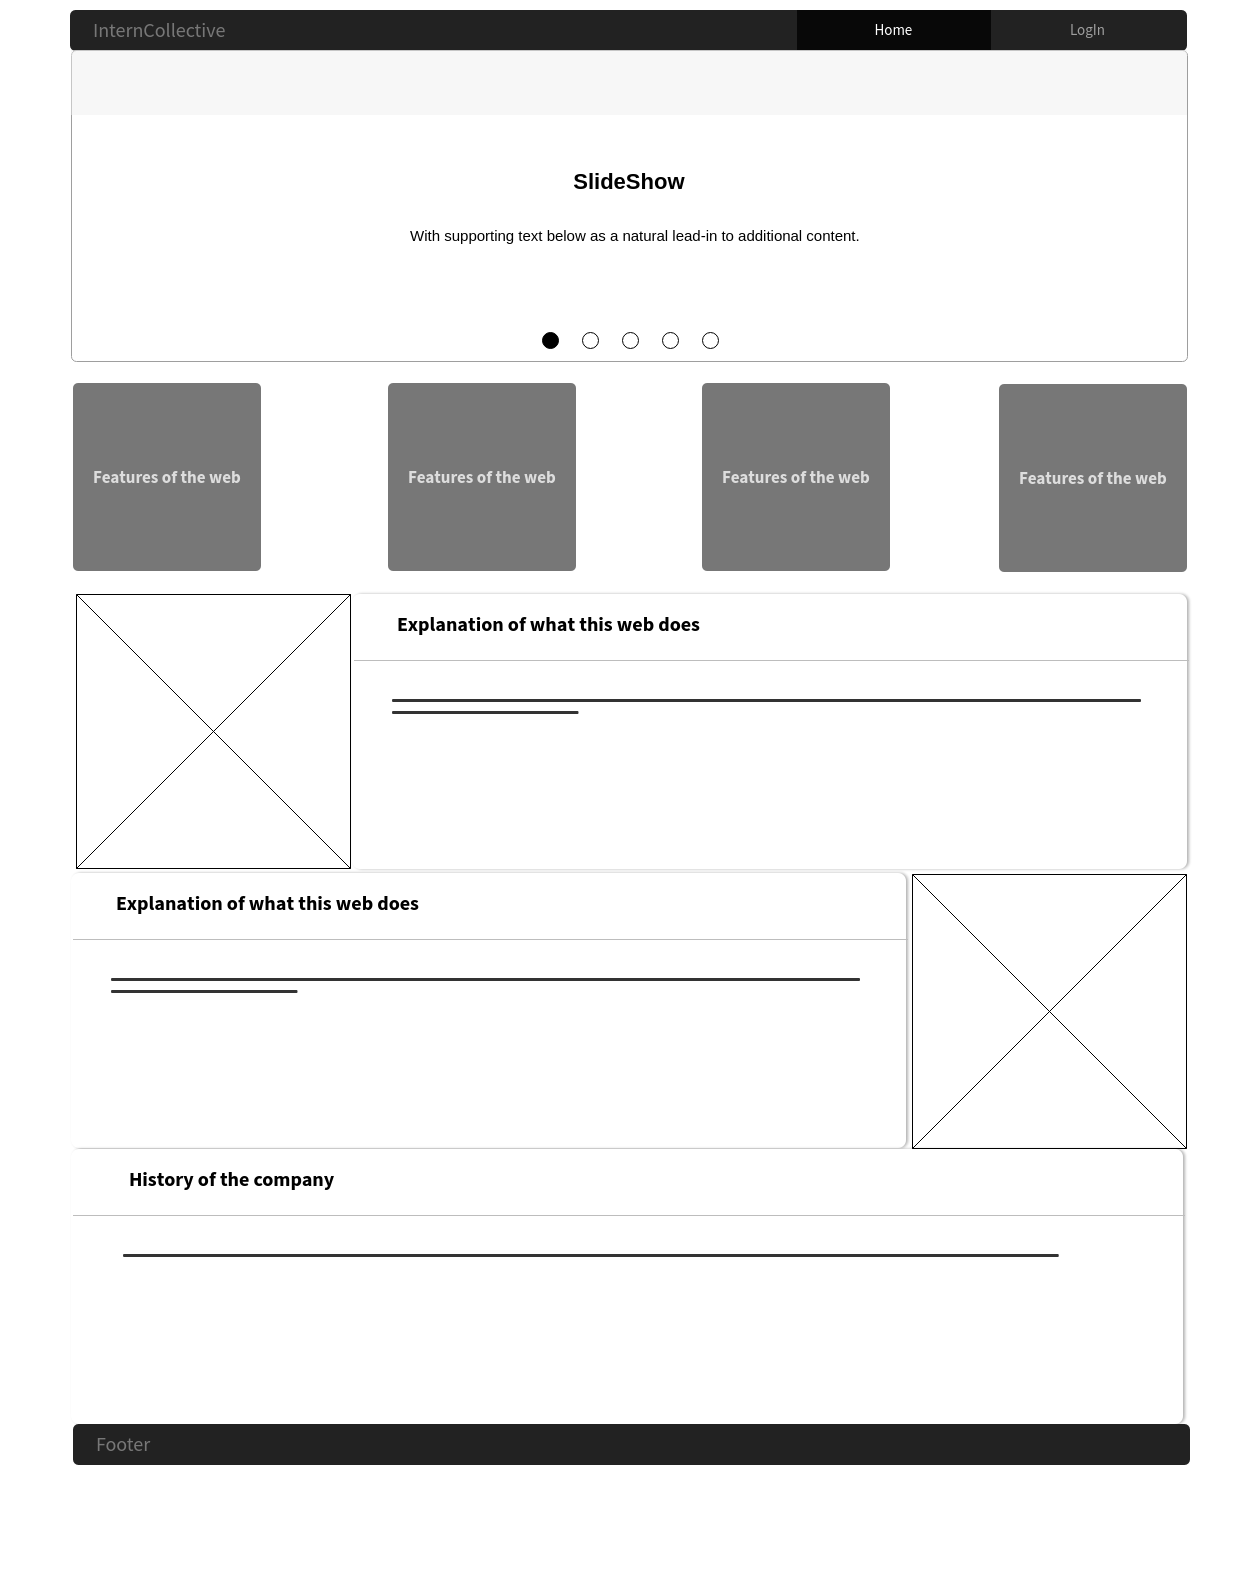 InternCollective Home LogIn
SlideShow
With supporting text below as a natural lead-in to additional content.
Features of the web Features of the web Features of the web Features of the web
Explanation of what this web does
Explanation of what this web does
History of the company
Footer